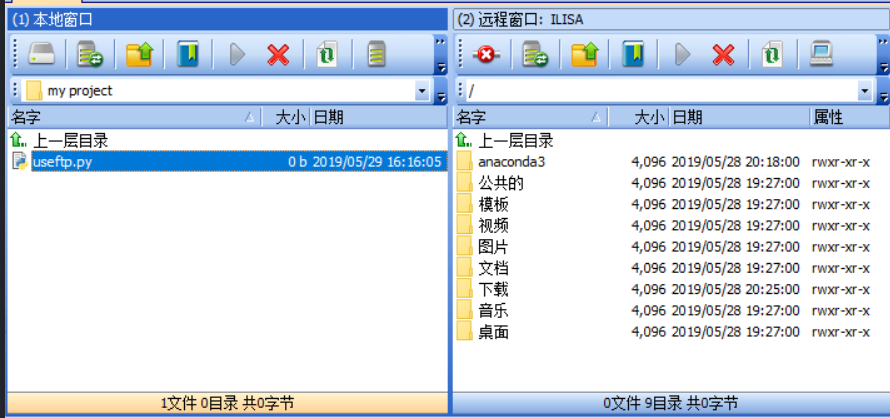 (1) 本地窗口
my project
名字 大小 日期
上一层目录
useftp.py 0 b 2019/05/29 16:16:05
1文件 0目录 共0字节
(2) 远程窗口: ILISA
/
名字 大小 日期 属性
上一层目录
anaconda3 4,096 2019/05/28 20:18:00 rwxr-xr-x
公共的 4,096 2019/05/28 19:27:00 rwxr-xr-x
模板 4,096 2019/05/28 19:27:00 rwxr-xr-x
视频 4,096 2019/05/28 19:27:00 rwxr-xr-x
图片 4,096 2019/05/28 19:27:00 rwxr-xr-x
文档 4,096 2019/05/28 19:27:00 rwxr-xr-x
下载 4,096 2019/05/28 20:25:00 rwxr-xr-x
音乐 4,096 2019/05/28 19:27:00 rwxr-xr-x
桌面 4,096 2019/05/28 19:27:00 rwxr-xr-x
0文件 9目录 共0字节